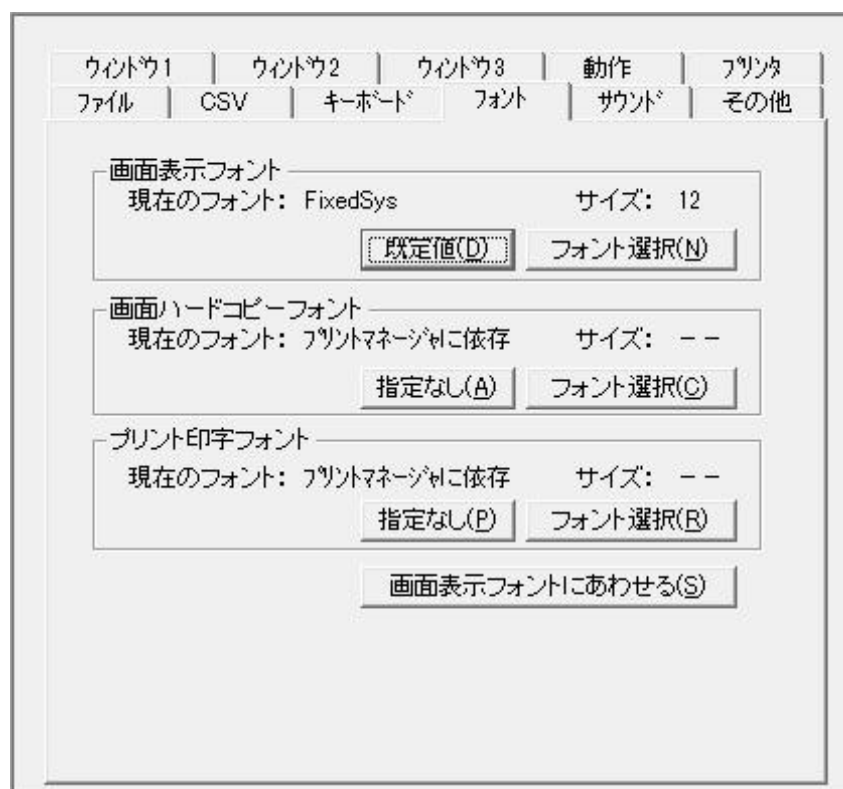 ｳｨﾝﾄﾞｳ1 ｳｨﾝﾄﾞｳ2 ｳｨﾝﾄﾞｳ3 動作 ﾌﾟﾘﾝﾀ
ﾌｧｲﾙ CSV ｷｰﾎﾞｰﾄﾞ ﾌｫﾝﾄ ｻｳﾝﾄﾞ その他
画面表示フォント
現在のフォント： FixedSys サイズ： 12
既定値(D) フォント選択(N)
画面ハードコピーフォント
現在のフォント： ﾌﾟﾘﾝﾄﾏﾈｰｼﾞｬに依存 サイズ： －－
指定なし(A) フォント選択(C)
プリント印字フォント
現在のフォント： ﾌﾟﾘﾝﾄﾏﾈｰｼﾞｬに依存 サイズ： －－
指定なし(P) フォント選択(R)
画面表示フォントにあわせる(S)